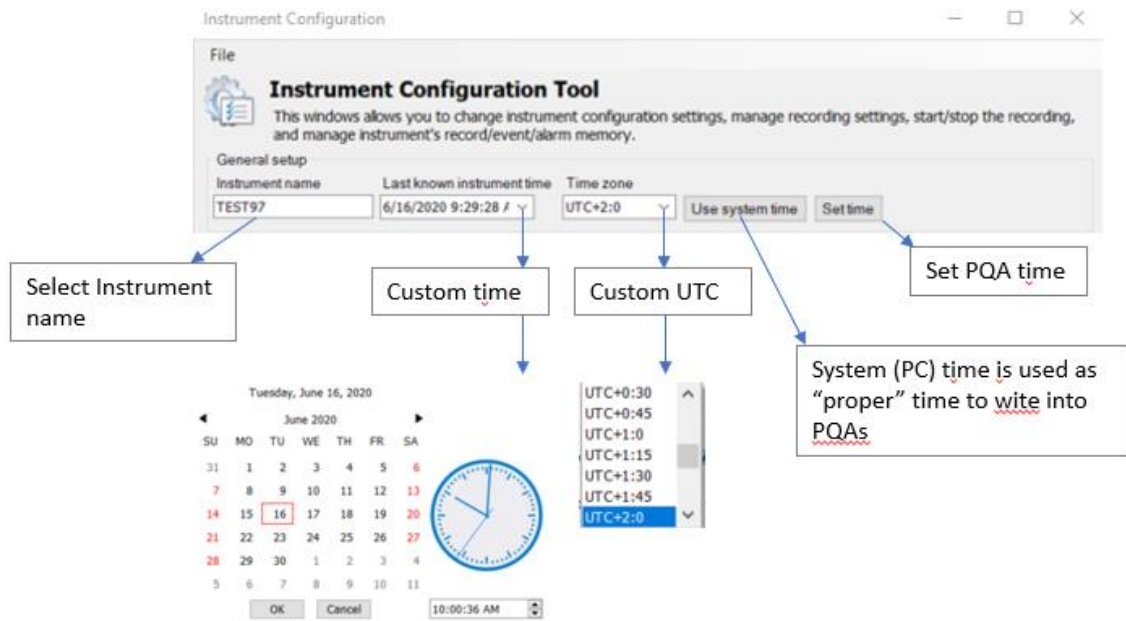 Instrument Configuration
File
Instrument Configuration Tool
This windows allows you to change instrument configuration settings, manage recording settings, start/stop the recording,
and manage instrument's record/event/alarm memory.
General setup
Instrument name Last known instrument time Time zone
TEST97 6/16/2020 9:29:28 UTC+2:0 Use system time Set time
Select Instrument
name
Custom time
Custom UTC
Set PQA time
System (PC) time is used as
“proper” time to wite into
PQAs
Tuesday, June 16, 2020
June 2020
SU MO TU WE TH FR SA
31 1 2 3 4 5 6
7 8 9 10 11 12 13
14 15 16 17 18 19 20
21 22 23 24 25 26 27
28 29 30 1 2 3 4
5 6 7 8 9 10 11
OK Cancel
10:00:36 AM
UTC+0:30
UTC+0:45
UTC+1:0
UTC+1:15
UTC+1:30
UTC+1:45
UTC+2:0